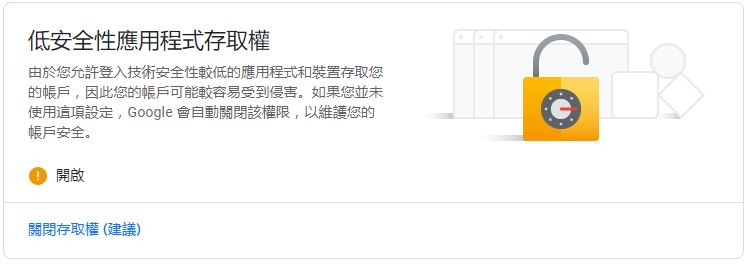 低安全性應用程式存取權
由於您允許登入技術安全性較低的應用程式和裝置存取您
的帳戶，因此您的帳戶可能較容易受到侵害。如果您並未
使用這項設定，Google 會自動關閉該權限，以維護您的
帳戶安全。
開啟
關閉存取權 (建議)